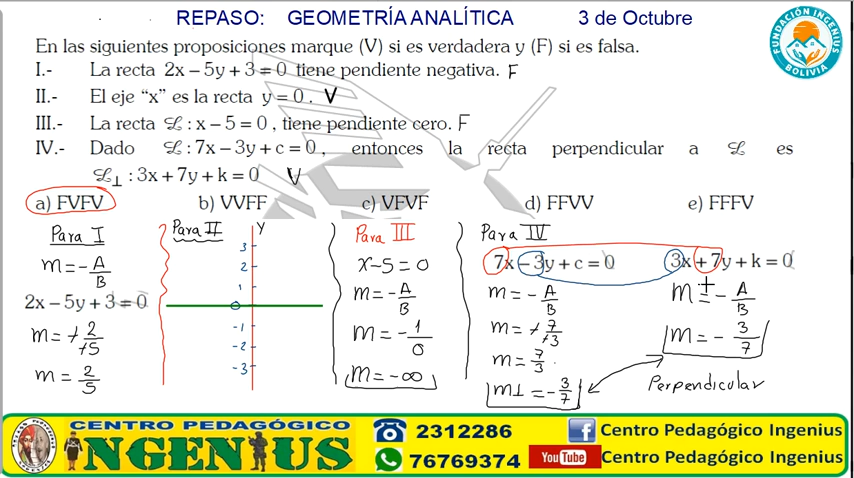 REPASO: GEOMETRÍA ANALÍTICA 3 de Octubre
FUNDACIÓN INGENIUS
BOLIVIA
En las siguientes proposiciones marque (V) si es verdadera y (F) si es falsa.
I.- La recta 2x – 5y + 3 = 0 tiene pendiente negativa. F
II.- El eje “x” es la recta y = 0 . V
III.- La recta ℒ : x – 5 = 0 , tiene pendiente cero. F
IV.- Dado ℒ : 7x – 3y + c = 0 , entonces la recta perpendicular a ℒ es
ℒ⊥ : 3x + 7y + k = 0 V
a) FVFV b) VVFF c) VFVF d) FFVV e) FFFV
Para I
m = - A/B
2x – 5y + 3 = 0
m = + 2/+5
m = 2/5
Para II
y
3
2
1
0
-1
-2
-3
Para III
x-5=0
m = - A/B
m = - 1/0
m = -∞
Para IV
7x – 3y + c = 0 3x + 7y + k = 0
m = - A/B
m = + 7/+3
m = 7/3
m⊥ = - 3/7
+
m = - A/B
m = - 3/7
Perpendicular
CENTRO PEDAGÓGICO
INGENIUS
2312286
76769374
f Centro Pedagógico Ingenius
YouTube Centro Pedagógico Ingenius